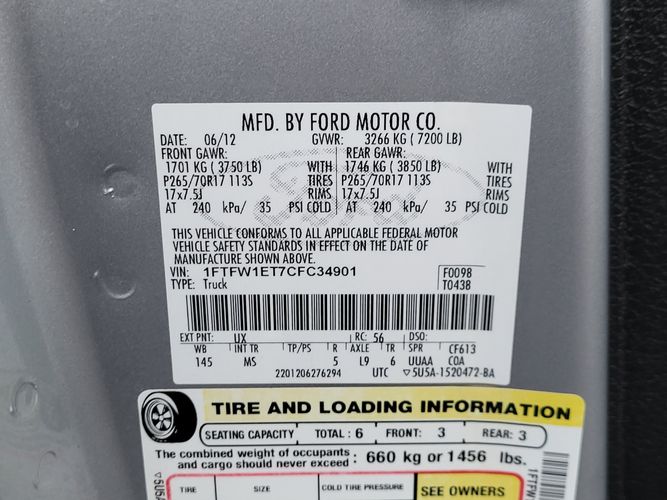 MFD. BY FORD MOTOR CO.
DATE: 06/12 GVWR: 3266 KG ( 7200 LB)
FRONT GAWR: REAR GAWR:
1701 KG ( 3750 LB) WITH 1746 KG ( 3850 LB) WITH
P265/70R17 113S TIRES P265/70R17 113S TIRES
17x7.5J RIMS 17x7.5J RIMS
AT 240 kPa/ 35 PSI COLD AT 240 kPa/ 35 PSI COLD
THIS VEHICLE CONFORMS TO ALL APPLICABLE FEDERAL MOTOR
VEHICLE SAFETY STANDARDS IN EFFECT ON THE DATE OF
MANUFACTURE SHOWN ABOVE.
VIN: 1FTFW1ET7CFC34901 F0098
TYPE: Truck T0438
EXT PNT: UX RC: 56 DSO:
WB INT TR TP/PS R AXLE TR SPR CF613
145 MS 5 L9 6 UUAA COA
2201206276294 UTC ▽5U5A-1520472-BA
TIRE AND LOADING INFORMATION
SEATING CAPACITY TOTAL : 6 FRONT: 3 REAR: 3
The combined weight of occupants
and cargo should never exceed : 660 kg or 1456 lbs.
TIRE SIZE COLD TIRE PRESSURE SEE OWNERS
5U5A
1FTFW